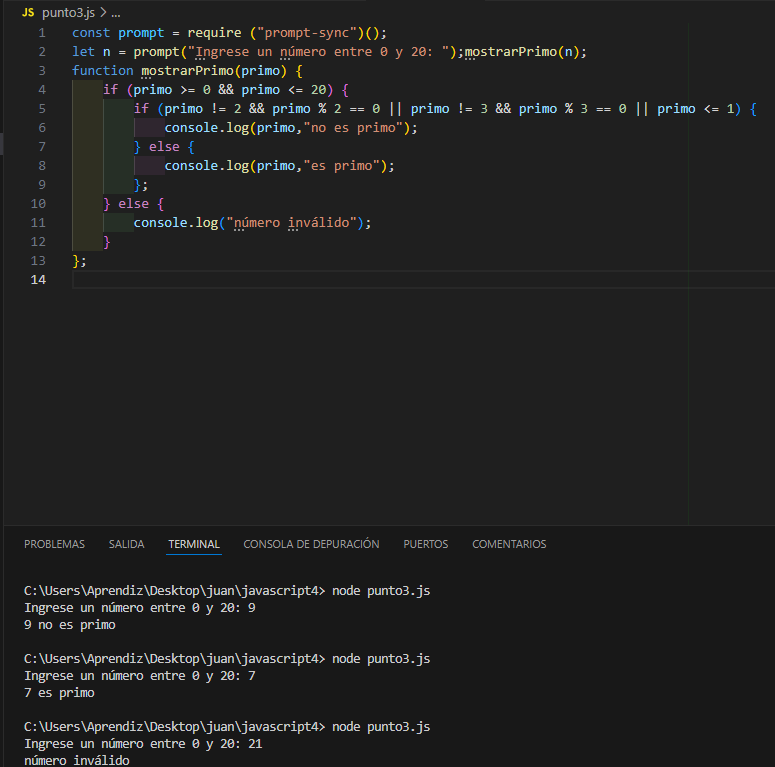 JS punto3.js > ...
1 const prompt = require ("prompt-sync")();
2 let n = prompt("Ingrese un número entre 0 y 20: ");mostrarPrimo(n);
3 function mostrarPrimo(primo) {
4 if (primo >= 0 && primo <= 20) {
5 if (primo != 2 && primo % 2 == 0 || primo != 3 && primo % 3 == 0 || primo <= 1) {
6 console.log(primo,"no es primo");
7 } else {
8 console.log(primo,"es primo");
9 };
10 } else {
11 console.log("número inválido");
12 }
13 };
14
PROBLEMAS SALIDA TERMINAL CONSOLA DE DEPURACIÓN PUERTOS COMENTARIOS
C:\Users\Aprendiz\Desktop\juan\javascript4> node punto3.js
Ingrese un número entre 0 y 20: 9
9 no es primo
C:\Users\Aprendiz\Desktop\juan\javascript4> node punto3.js
Ingrese un número entre 0 y 20: 7
7 es primo
C:\Users\Aprendiz\Desktop\juan\javascript4> node punto3.js
Ingrese un número entre 0 y 20: 21
número inválido